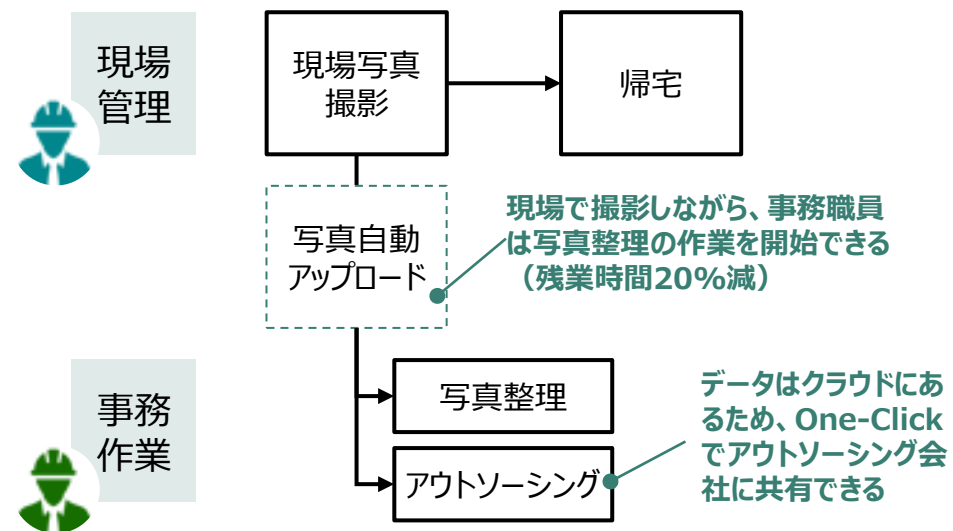 現場
管理
現場写真
撮影
帰宅
写真自動
アップロード
現場で撮影しながら、事務職員
は写真整理の作業を開始できる
（残業時間20%減）
事務
作業
写真整理
アウトソーシング
データはクラウドにあ
るため、One-Click
でアウトソーシング会
社に共有できる